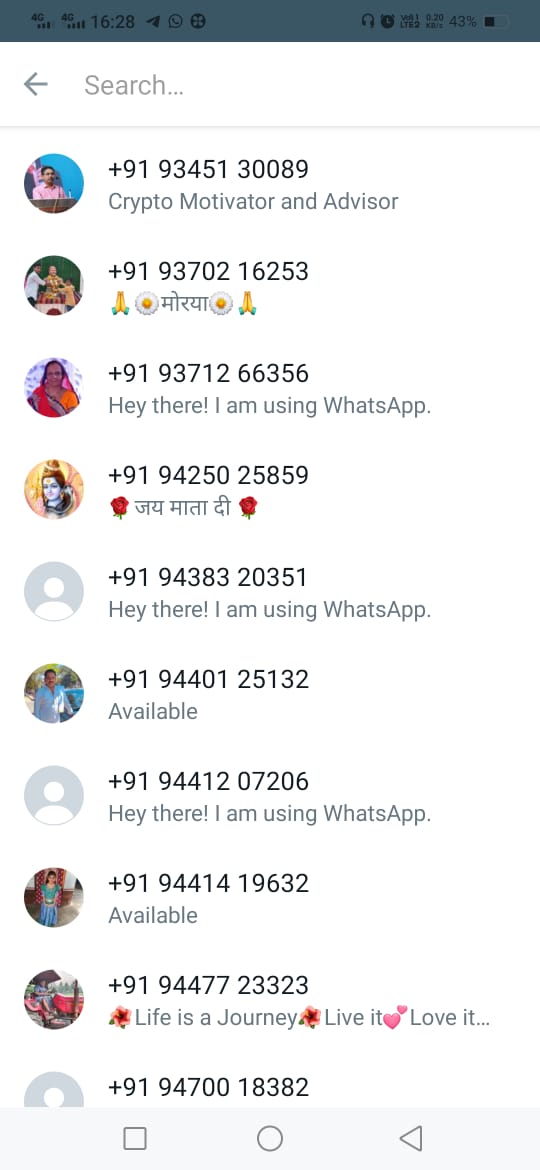 4G 4G 16:28 Vo) 1 LTE2 0.20 KB/s 43%
Search...
+91 93451 30089
Crypto Motivator and Advisor
+91 93702 16253
🙏🌼मोरया🌼🙏
+91 93712 66356
Hey there! I am using WhatsApp.
+91 94250 25859
🌹जय माता दी 🌹
+91 94383 20351
Hey there! I am using WhatsApp.
+91 94401 25132
Available
+91 94412 07206
Hey there! I am using WhatsApp.
+91 94414 19632
Available
+91 94477 23323
🌺Life is a Journey🌺Live it💕Love it...
+91 94700 18382